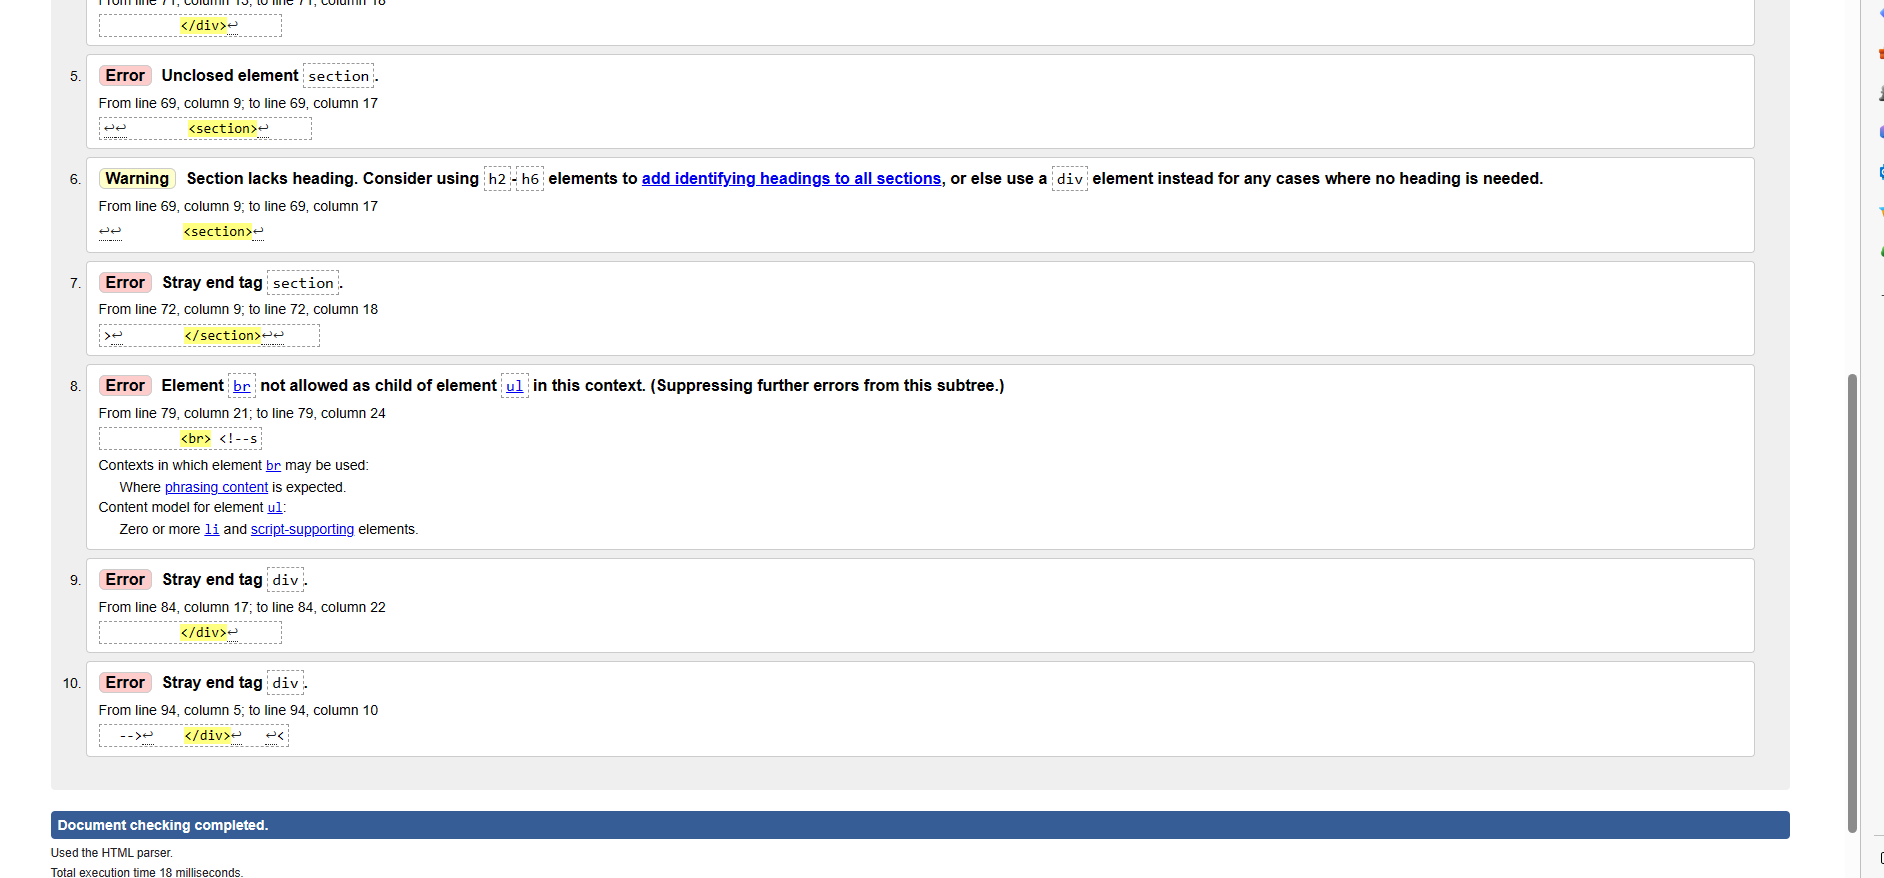 From line 71, column 13; to line 71, column 18
</div>↩
5. Error Unclosed element section.
From line 69, column 9; to line 69, column 17
↩↩ <section>↩
6. Warning Section lacks heading. Consider using h2-h6 elements to add identifying headings to all sections, or else use a div element instead for any cases where no heading is needed.
From line 69, column 9; to line 69, column 17
↩↩ <section>↩
7. Error Stray end tag section.
From line 72, column 9; to line 72, column 18
>↩ </section>↩↩
8. Error Element br not allowed as child of element ul in this context. (Suppressing further errors from this subtree.)
From line 79, column 21; to line 79, column 24
<br> <!--s
Contexts in which element br may be used:
Where phrasing content is expected.
Content model for element ul:
Zero or more li and script-supporting elements.
9. Error Stray end tag div.
From line 84, column 17; to line 84, column 22
</div>↩
10. Error Stray end tag div.
From line 94, column 5; to line 94, column 10
-->↩ </div>↩ ↩<
Document checking completed.
Used the HTML parser.
Total execution time 18 milliseconds.